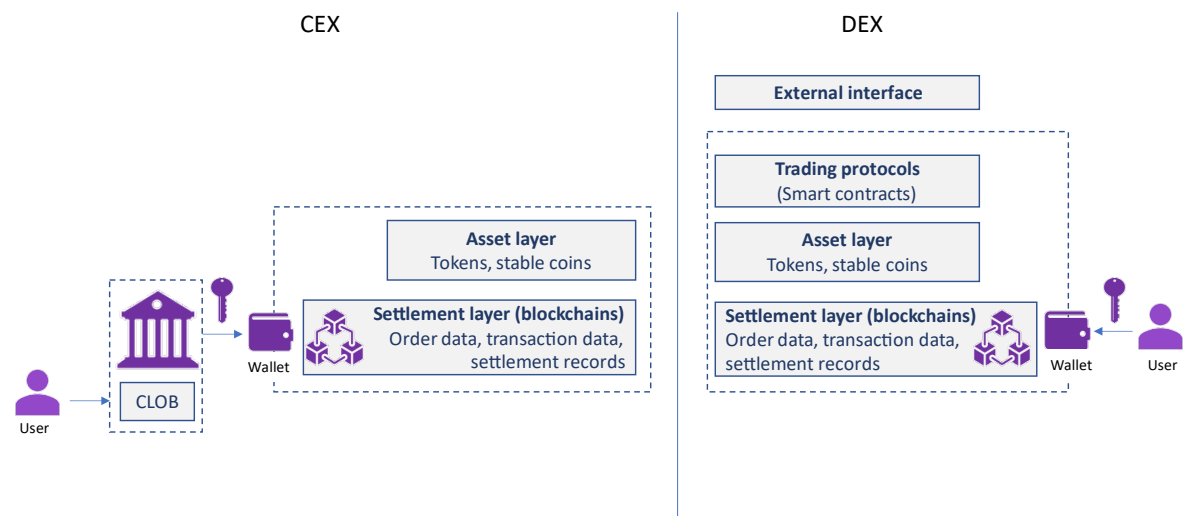 CEX
Asset layer
Tokens, stable coins
Settlement layer (blockchains)
Order data, transaction data,
settlement records
Wallet
CLOB
User
DEX
External interface
Trading protocols
(Smart contracts)
Asset layer
Tokens, stable coins
Settlement layer (blockchains)
Order data, transaction data,
settlement records
Wallet
User